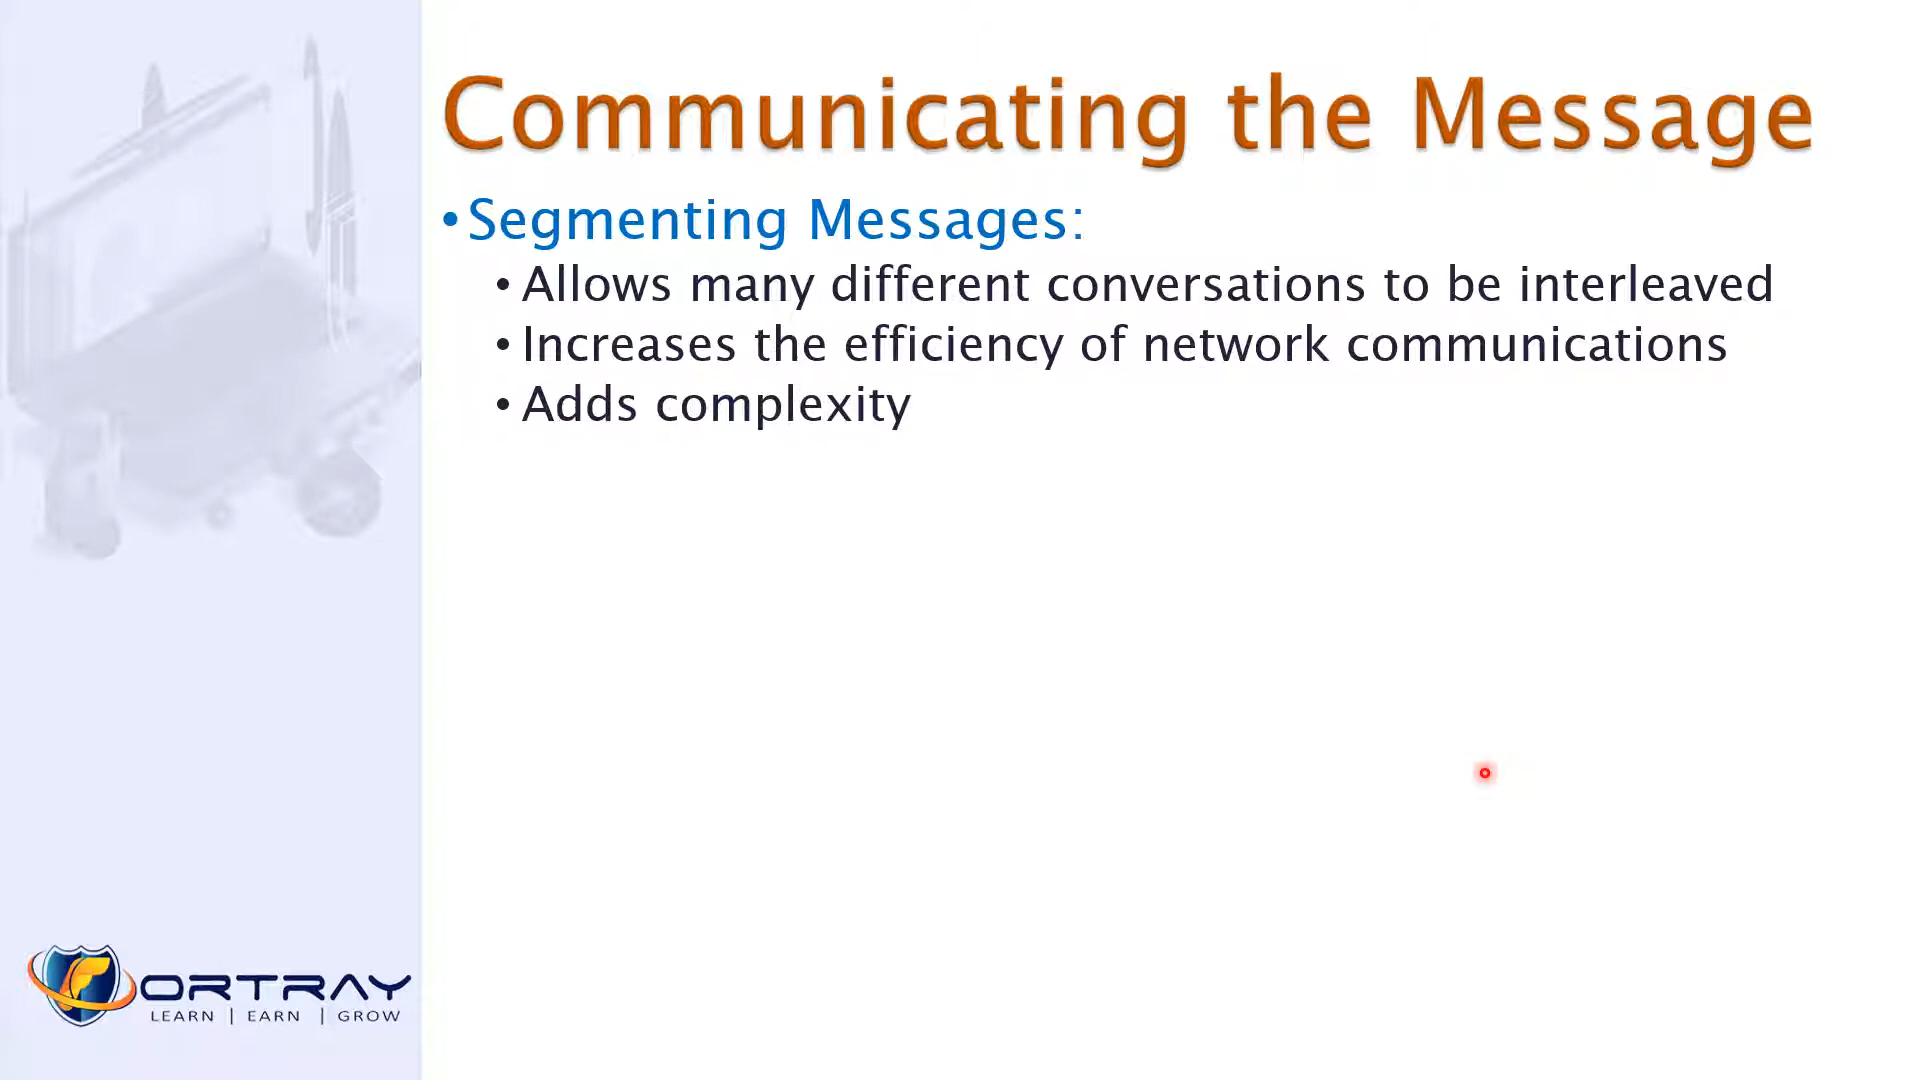 Communicating the Message
•Segmenting Messages:
•Allows many different conversations to be interleaved
•Increases the efficiency of network communications
•Adds complexity
ORTRAY
LEARN | EARN | GROW